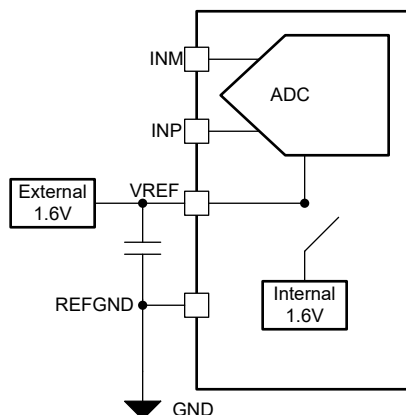 INM
ADC
INP
VREF
External
1.6V
REFGND
Internal
1.6V
GND